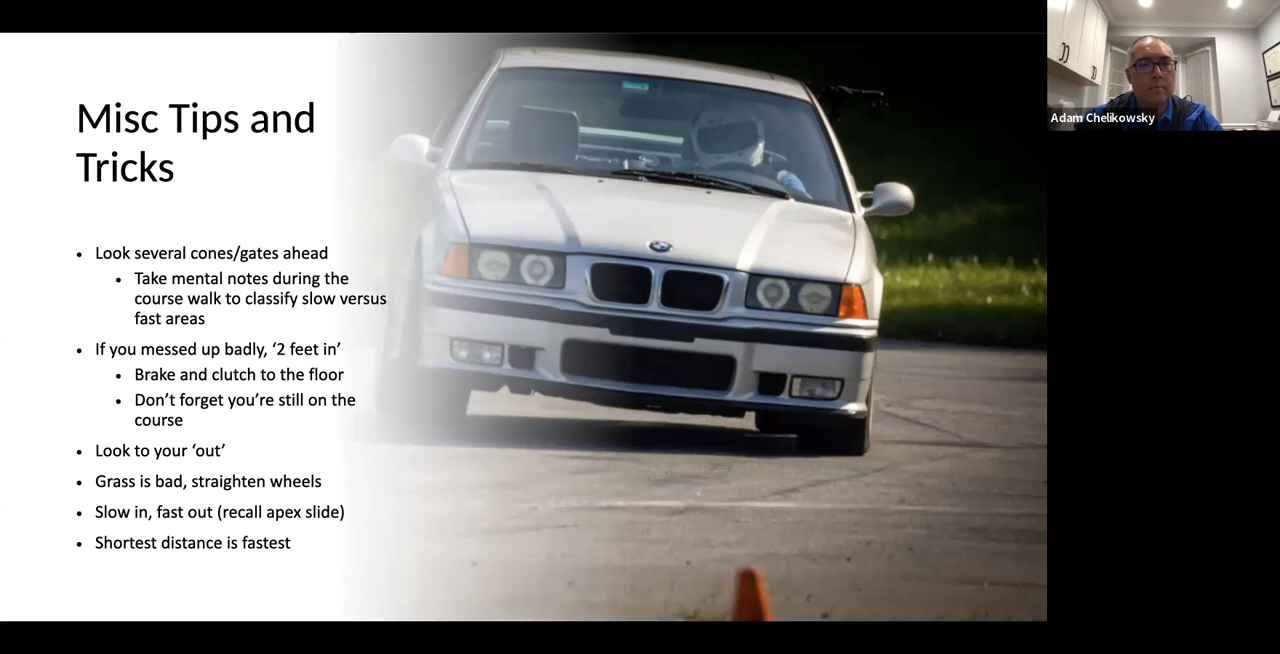 Misc Tips and
Tricks
• Look several cones/gates ahead
• Take mental notes during the
course walk to classify slow versus
fast areas
• If you messed up badly, ‘2 feet in’
• Brake and clutch to the floor
• Don’t forget you’re still on the
course
• Look to your ‘out’
• Grass is bad, straighten wheels
• Slow in, fast out (recall apex slide)
• Shortest distance is fastest
Adam Chelikowsky